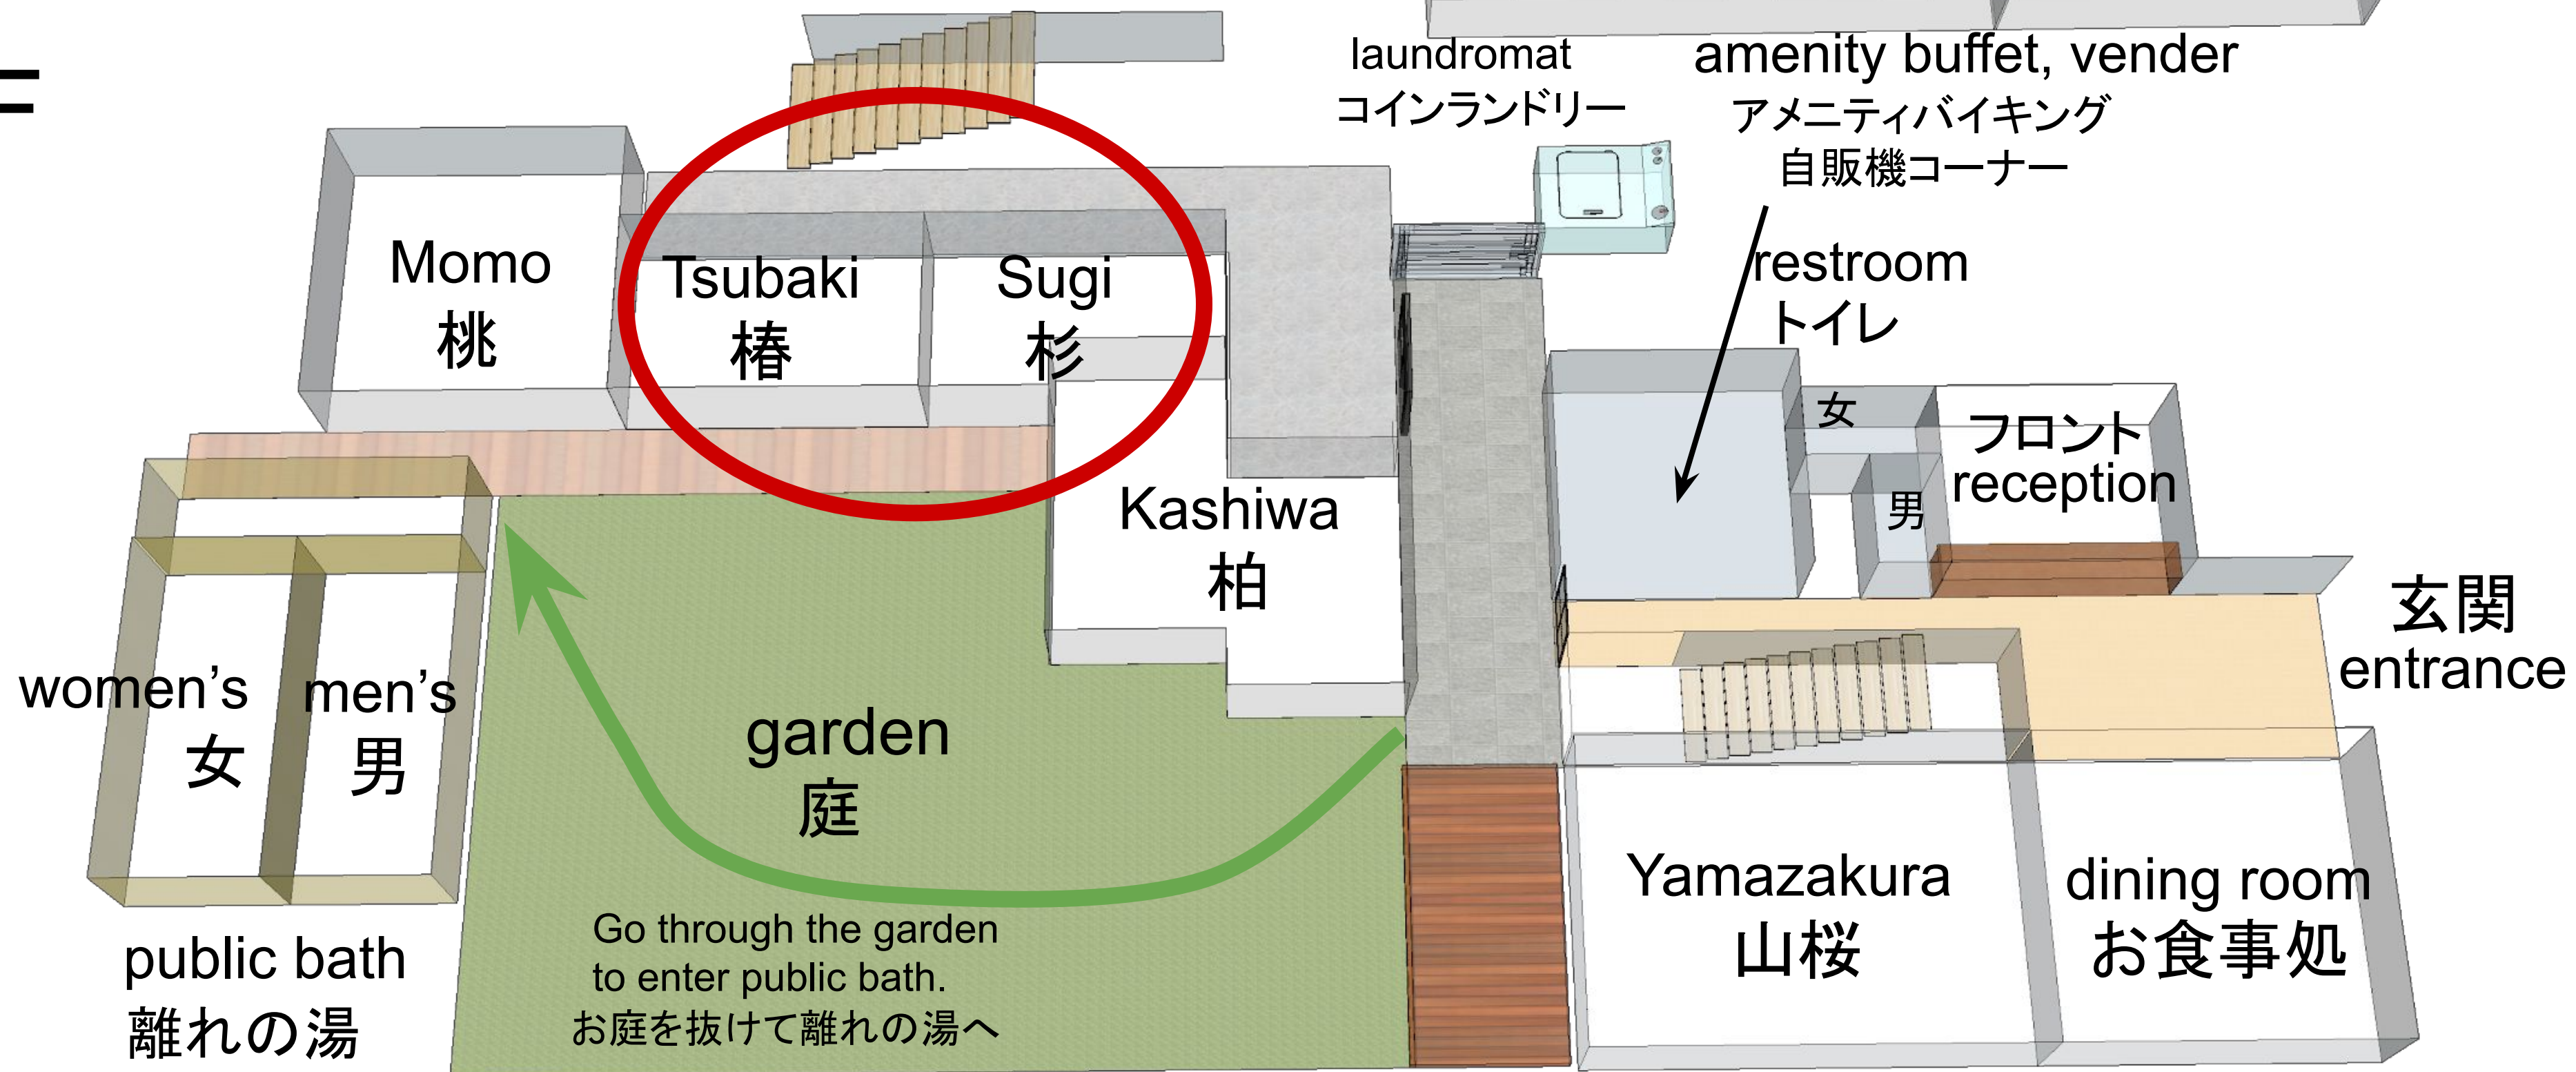 laundromat
コインランドリー
amenity buffet, vender
アメニティバイキング
自販機コーナー
restroom
トイレ
Momo
桃
Tsubaki
椿
Sugi
杉
Kashiwa
柏
女
男
フロント
reception
玄関
entrance
women's
女
men's
男
public bath
離れの湯
garden
庭
Go through the garden
to enter public bath.
お庭を抜けて離れの湯へ
Yamazakura
山桜
dining room
お食事処